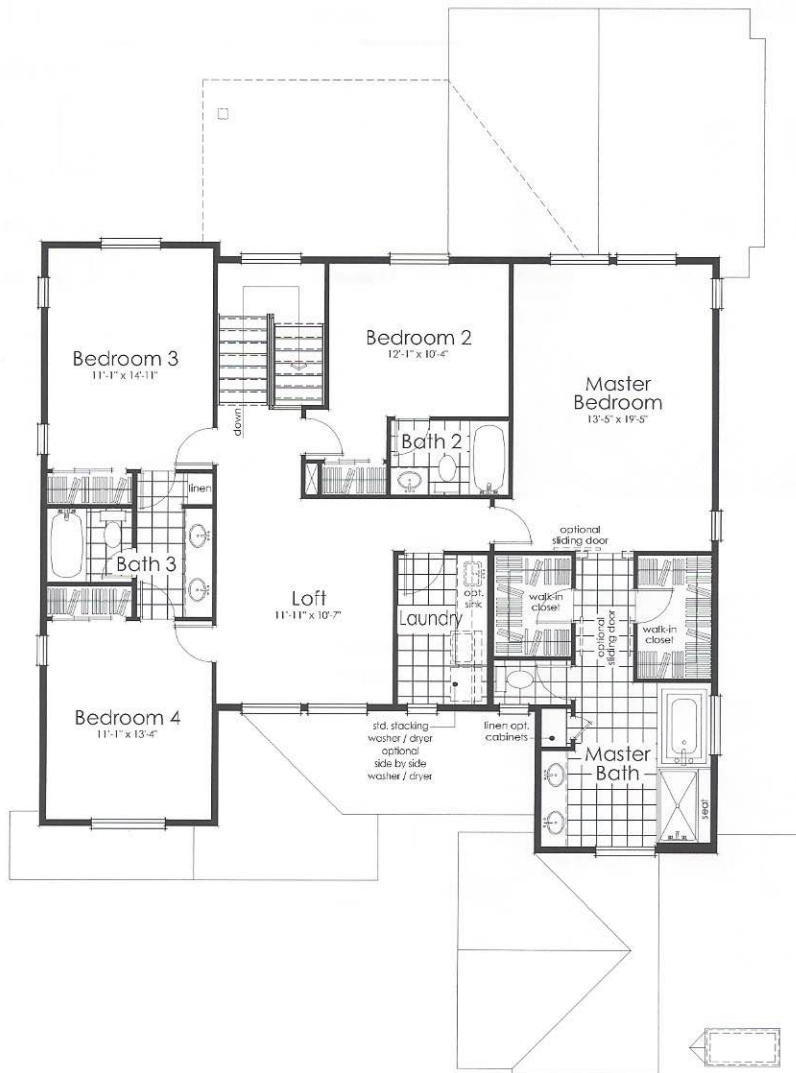 Bedroom 3
11'-1" x 14'-11"
Bedroom 2
12'-1" x 10'-4"
Master
Bedroom
13'-5" x 19'-5"
down
Bath 2
linen
optional
sliding door
Bath 3
Loft
11'-11" x 10'-7"
Laundry
opt.
sink
walk-in
closet
optional
sliding door
walk-in
closet
Bedroom 4
11'-1" x 13'-4"
std. stacking
washer / dryer
optional
side by side
washer / dryer
linen opt.
cabinets
Master
Bath
seat